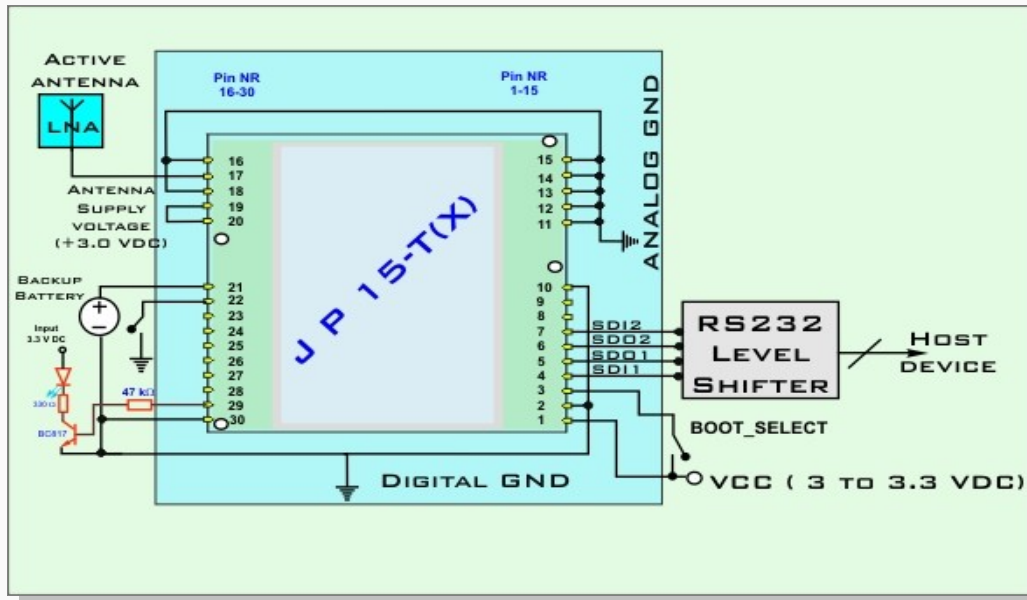 ACTIVE
ANTENNA
LNA
Pin NR
16-30
Pin NR
1-15
ANALOG GND
ANTENNA
SUPPLY
VOLTAGE
(+3.0 VDC)
16
17
18
19
20
15
14
13
12
11
JP 15-T(X)
BACKUP
BATTERY
+
−
Input
3.3 V DC
330 Ω
BC817
47 kΩ
21
22
23
24
25
26
27
28
29
30
10
9
8
7
6
5
4
3
2
1
SDI2
SDO2
SDO1
SDI1
RS232
LEVEL
SHIFTER
HOST
DEVICE
BOOT_SELECT
VCC ( 3 TO 3.3 VDC)
DIGITAL GND